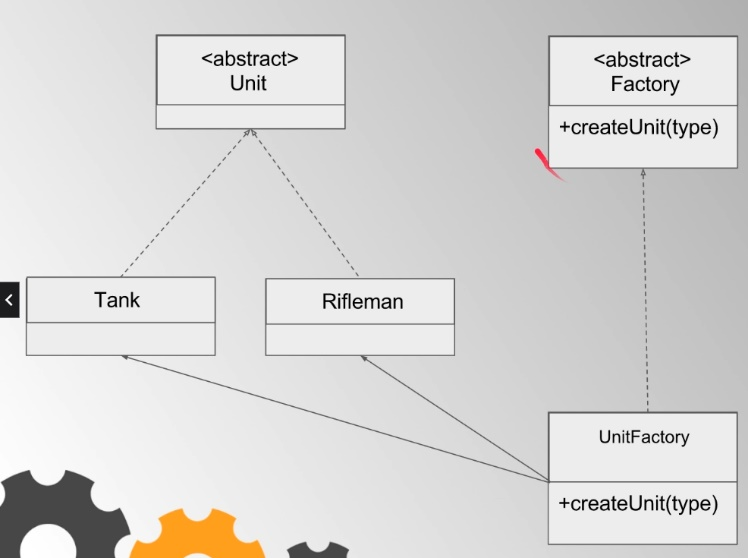 <abstract>
Unit
<abstract>
Factory
+createUnit(type)
Tank
Rifleman
UnitFactory
+createUnit(type)